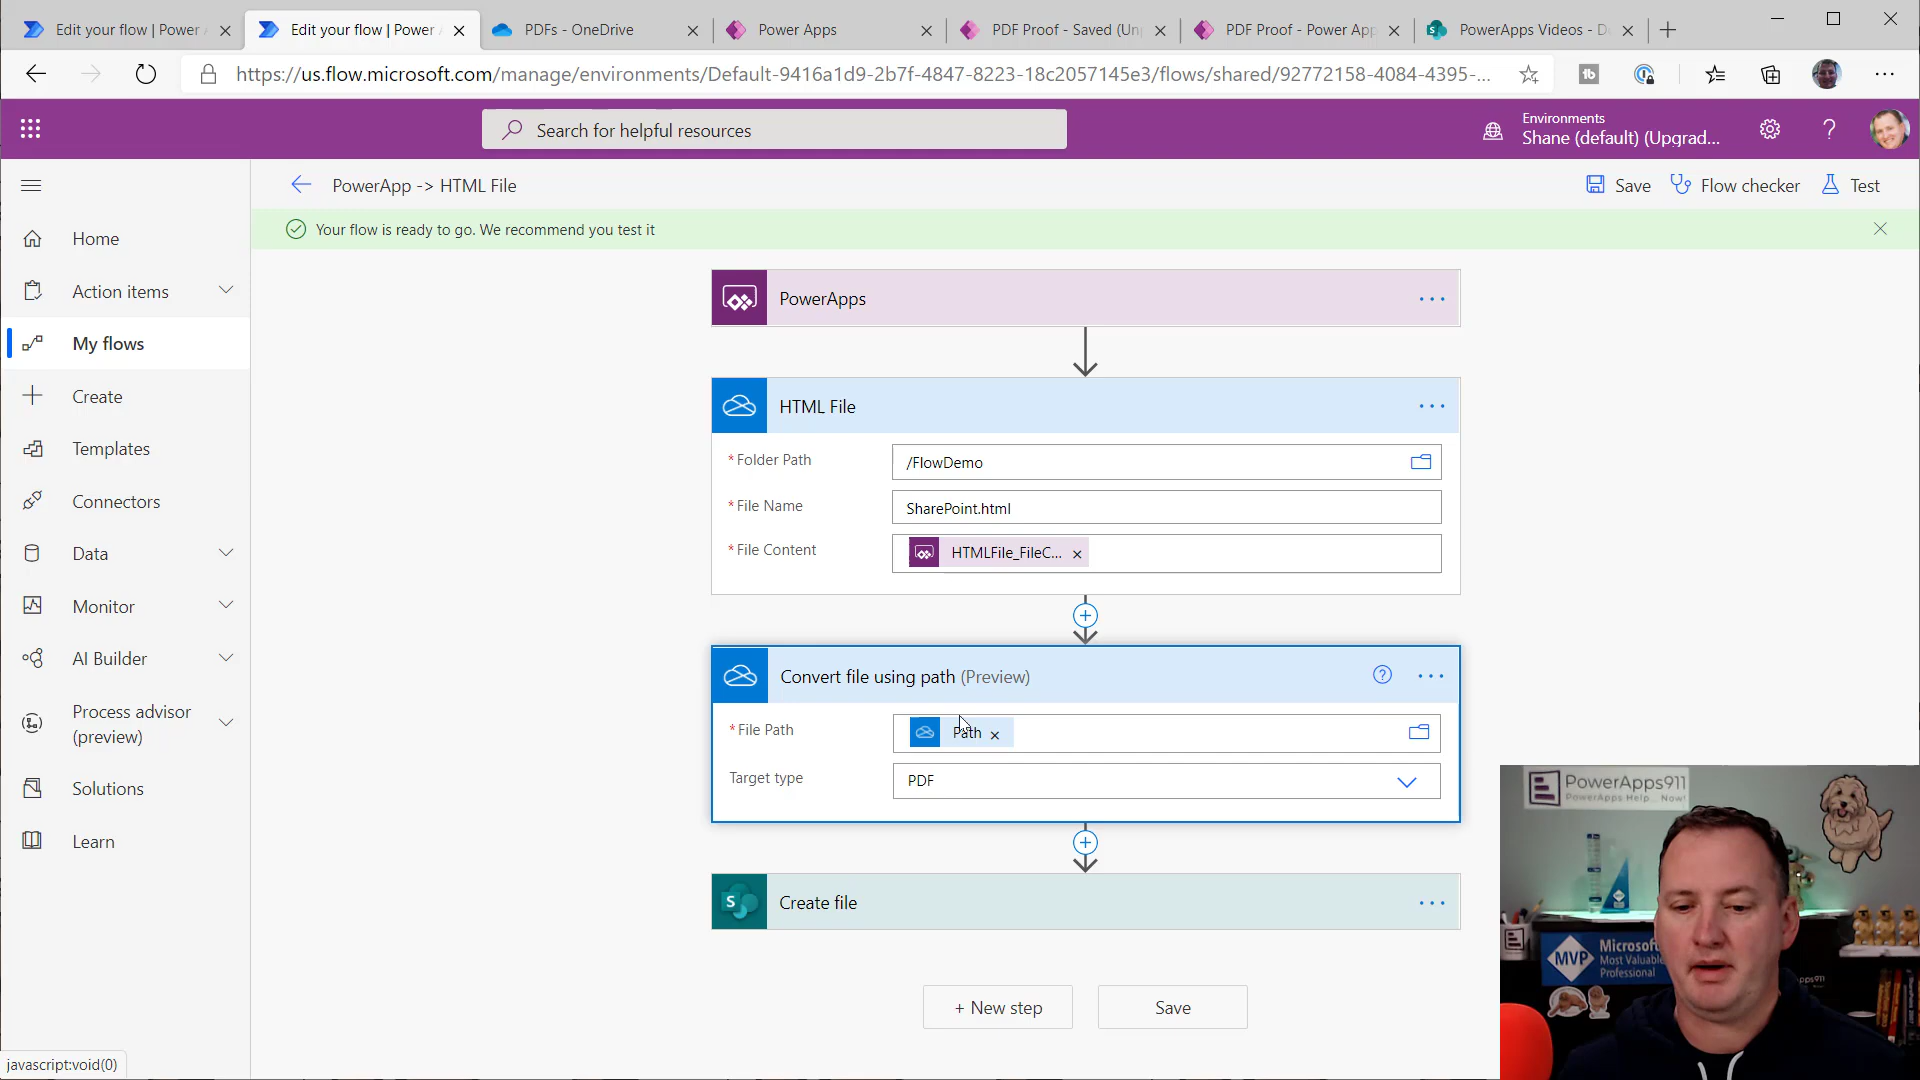 Edit your flow | Power A
Edit your flow | Power A
PDFs - OneDrive
Power Apps
PDF Proof - Saved (Unp
PDF Proof - Power App
PowerApps Videos - D
https://us.flow.microsoft.com/manage/environments/Default-9416a1d9-2b7f-4847-8223-18c2057145e3/flows/shared/92772158-4084-4395-...
tb
Search for helpful resources
Environments
Shane (default) (Upgrad...
PowerApp -> HTML File
Save
Flow checker
Test
Your flow is ready to go. We recommend you test it
Home
Action items
My flows
Create
Templates
Connectors
Data
Monitor
AI Builder
Process advisor
(preview)
Solutions
Learn
PowerApps
HTML File
*Folder Path
/FlowDemo
*File Name
SharePoint.html
*File Content
HTMLFile_FileC...
Convert file using path (Preview)
*File Path
Path
Target type
PDF
Create file
+ New step
Save
javascript:void(0)
PowerApps911
PowerApps Help... Now!
MVP
Microsoft
Most Valuable
Professional